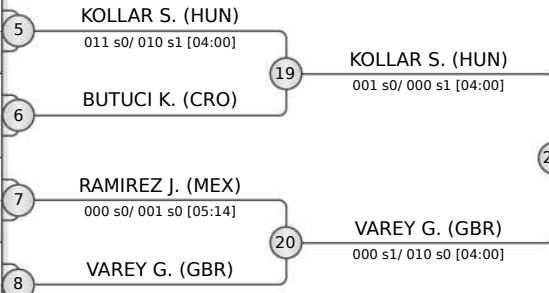 KOLLAR S. (HUN)
5
011 s0/ 010 s1 [04:00]
19
KOLLAR S. (HUN)
001 s0/ 000 s1 [04:00]
BUTUCI K. (CRO)
6
RAMIREZ J. (MEX)
7
000 s0/ 001 s0 [05:14]
20
VAREY G. (GBR)
000 s1/ 010 s0 [04:00]
VAREY G. (GBR)
8